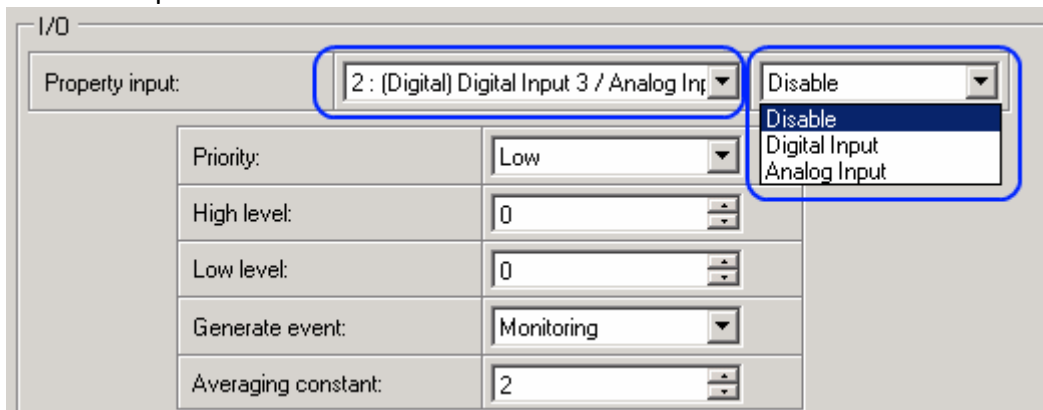 I/O
Property input: 2 : (Digital) Digital Input 3 / Analog Inp Disable
Disable
Digital Input
Analog Input
Priority: Low
High level: 0
Low level: 0
Generate event: Monitoring
Averaging constant: 2